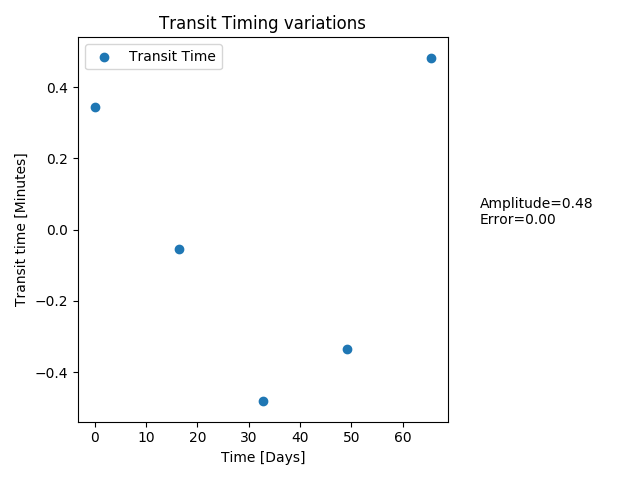 Transit Timing variations
Transit Time
0.4
0.2
0.0
−0.2
−0.4
Transit time [Minutes]
0 10 20 30 40 50 60
Time [Days]
Amplitude=0.48
Error=0.00